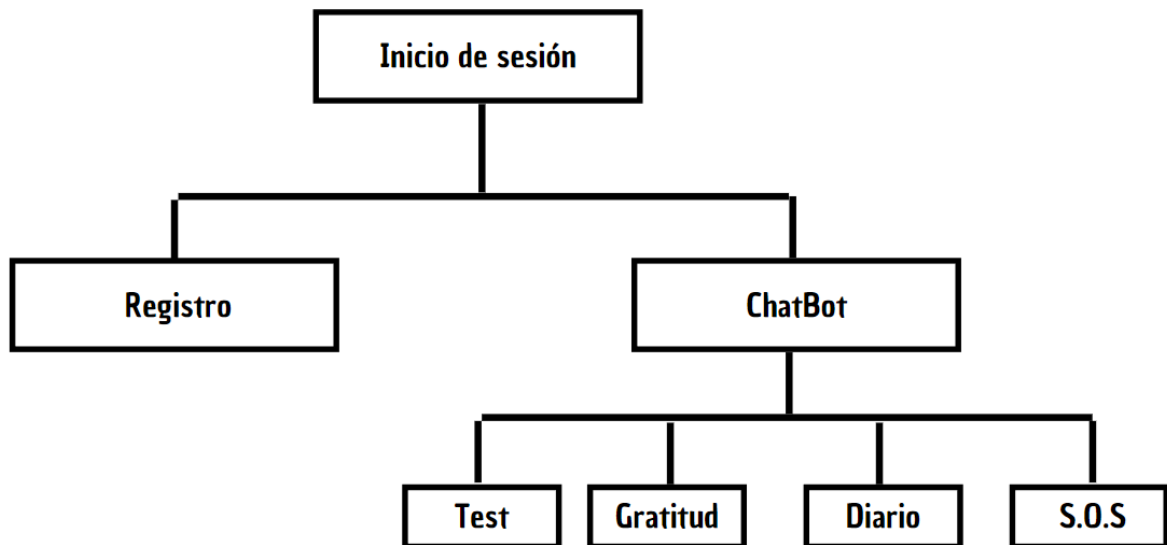 Inicio de sesión
Registro
ChatBot
Test
Gratitud
Diario
S.O.S